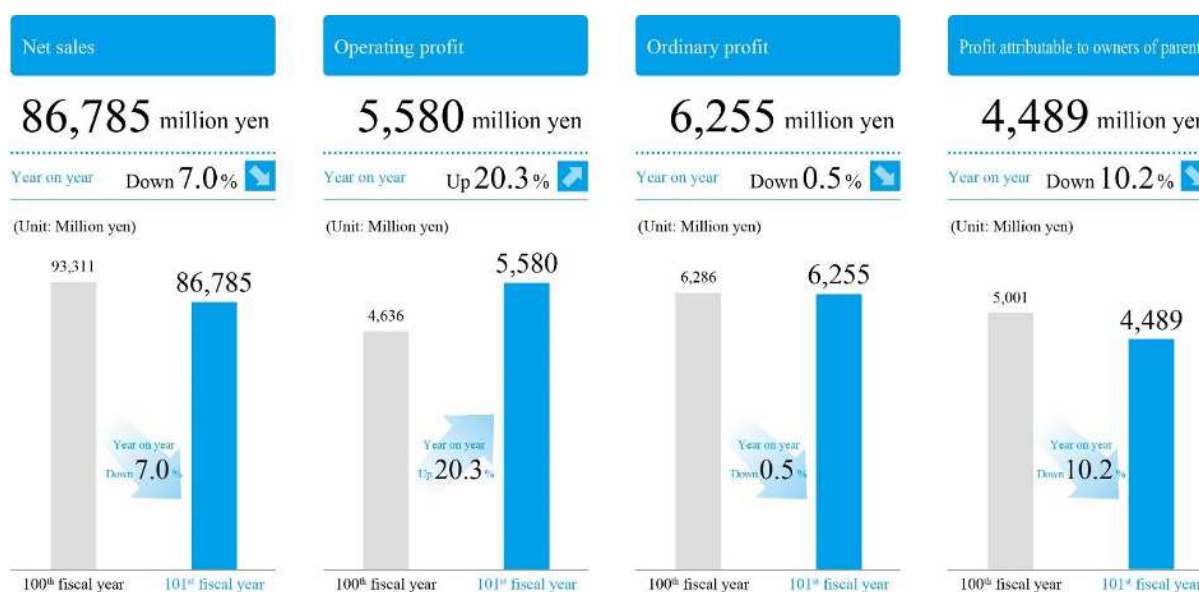 Net sales
86,785 million yen
Year on year Down 7.0%
(Unit: Million yen)
93,311
86,785
Year on year
Down 7.0%
100th fiscal year 101st fiscal year
Operating profit
5,580 million yen
Year on year Up 20.3%
(Unit: Million yen)
4,636
5,580
Year on year
Up 20.3%
100th fiscal year 101st fiscal year
Ordinary profit
6,255 million yen
Year on year Down 0.5%
(Unit: Million yen)
6,286
6,255
Year on year
Down 0.5%
100th fiscal year 101st fiscal year
Profit attributable to owners of parent
4,489 million yen
Year on year Down 10.2%
(Unit: Million yen)
5,001
4,489
Year on year
Down 10.2%
100th fiscal year 101st fiscal year